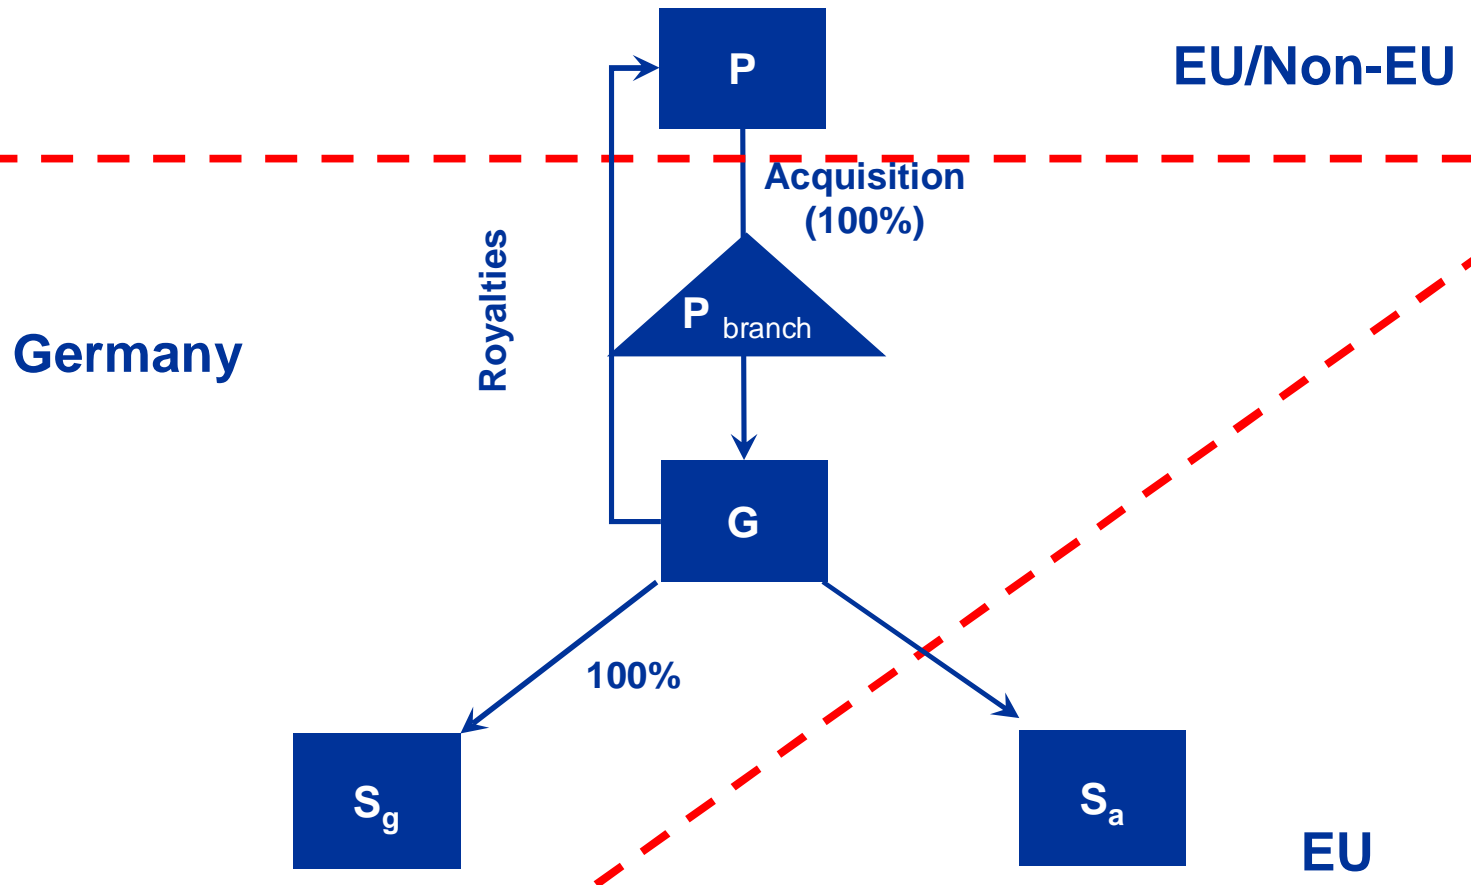 P
EU/Non-EU
Acquisition
(100%)
Royalties
P branch
Germany
G
100%
Sg
Sa
EU